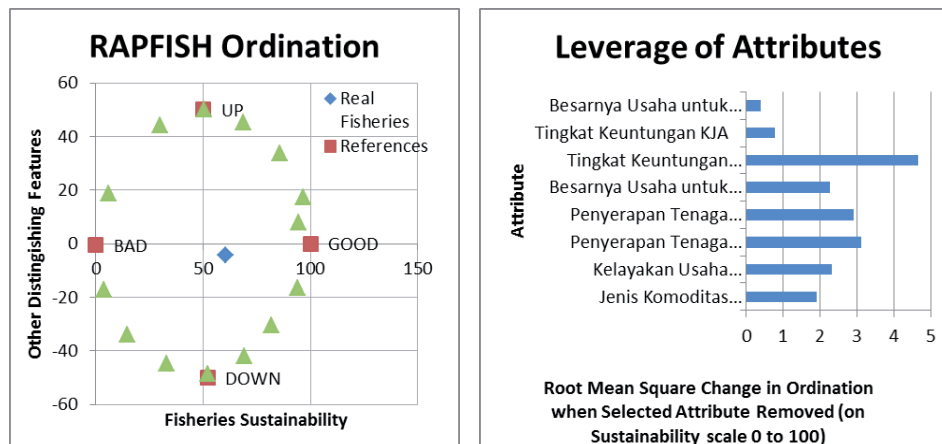 RAPFISH Ordination
60
40
20
0
-20
-40
-60
0
50
100
150
UP
BAD
GOOD
DOWN
Real
Fisheries
References
Other Distingishing Features
Fisheries Sustainability
Leverage of Attributes
Besarnya Usaha untuk...
Tingkat Keuntungan KJA
Tingkat Keuntungan...
Besarnya Usaha untuk...
Penyerapan Tenaga...
Penyerapan Tenaga...
Kelayakan Usaha...
Jenis Komoditas...
Attribute
0 1 2 3 4 5
Root Mean Square Change in Ordination
when Selected Attribute Removed (on
Sustainability scale 0 to 100)